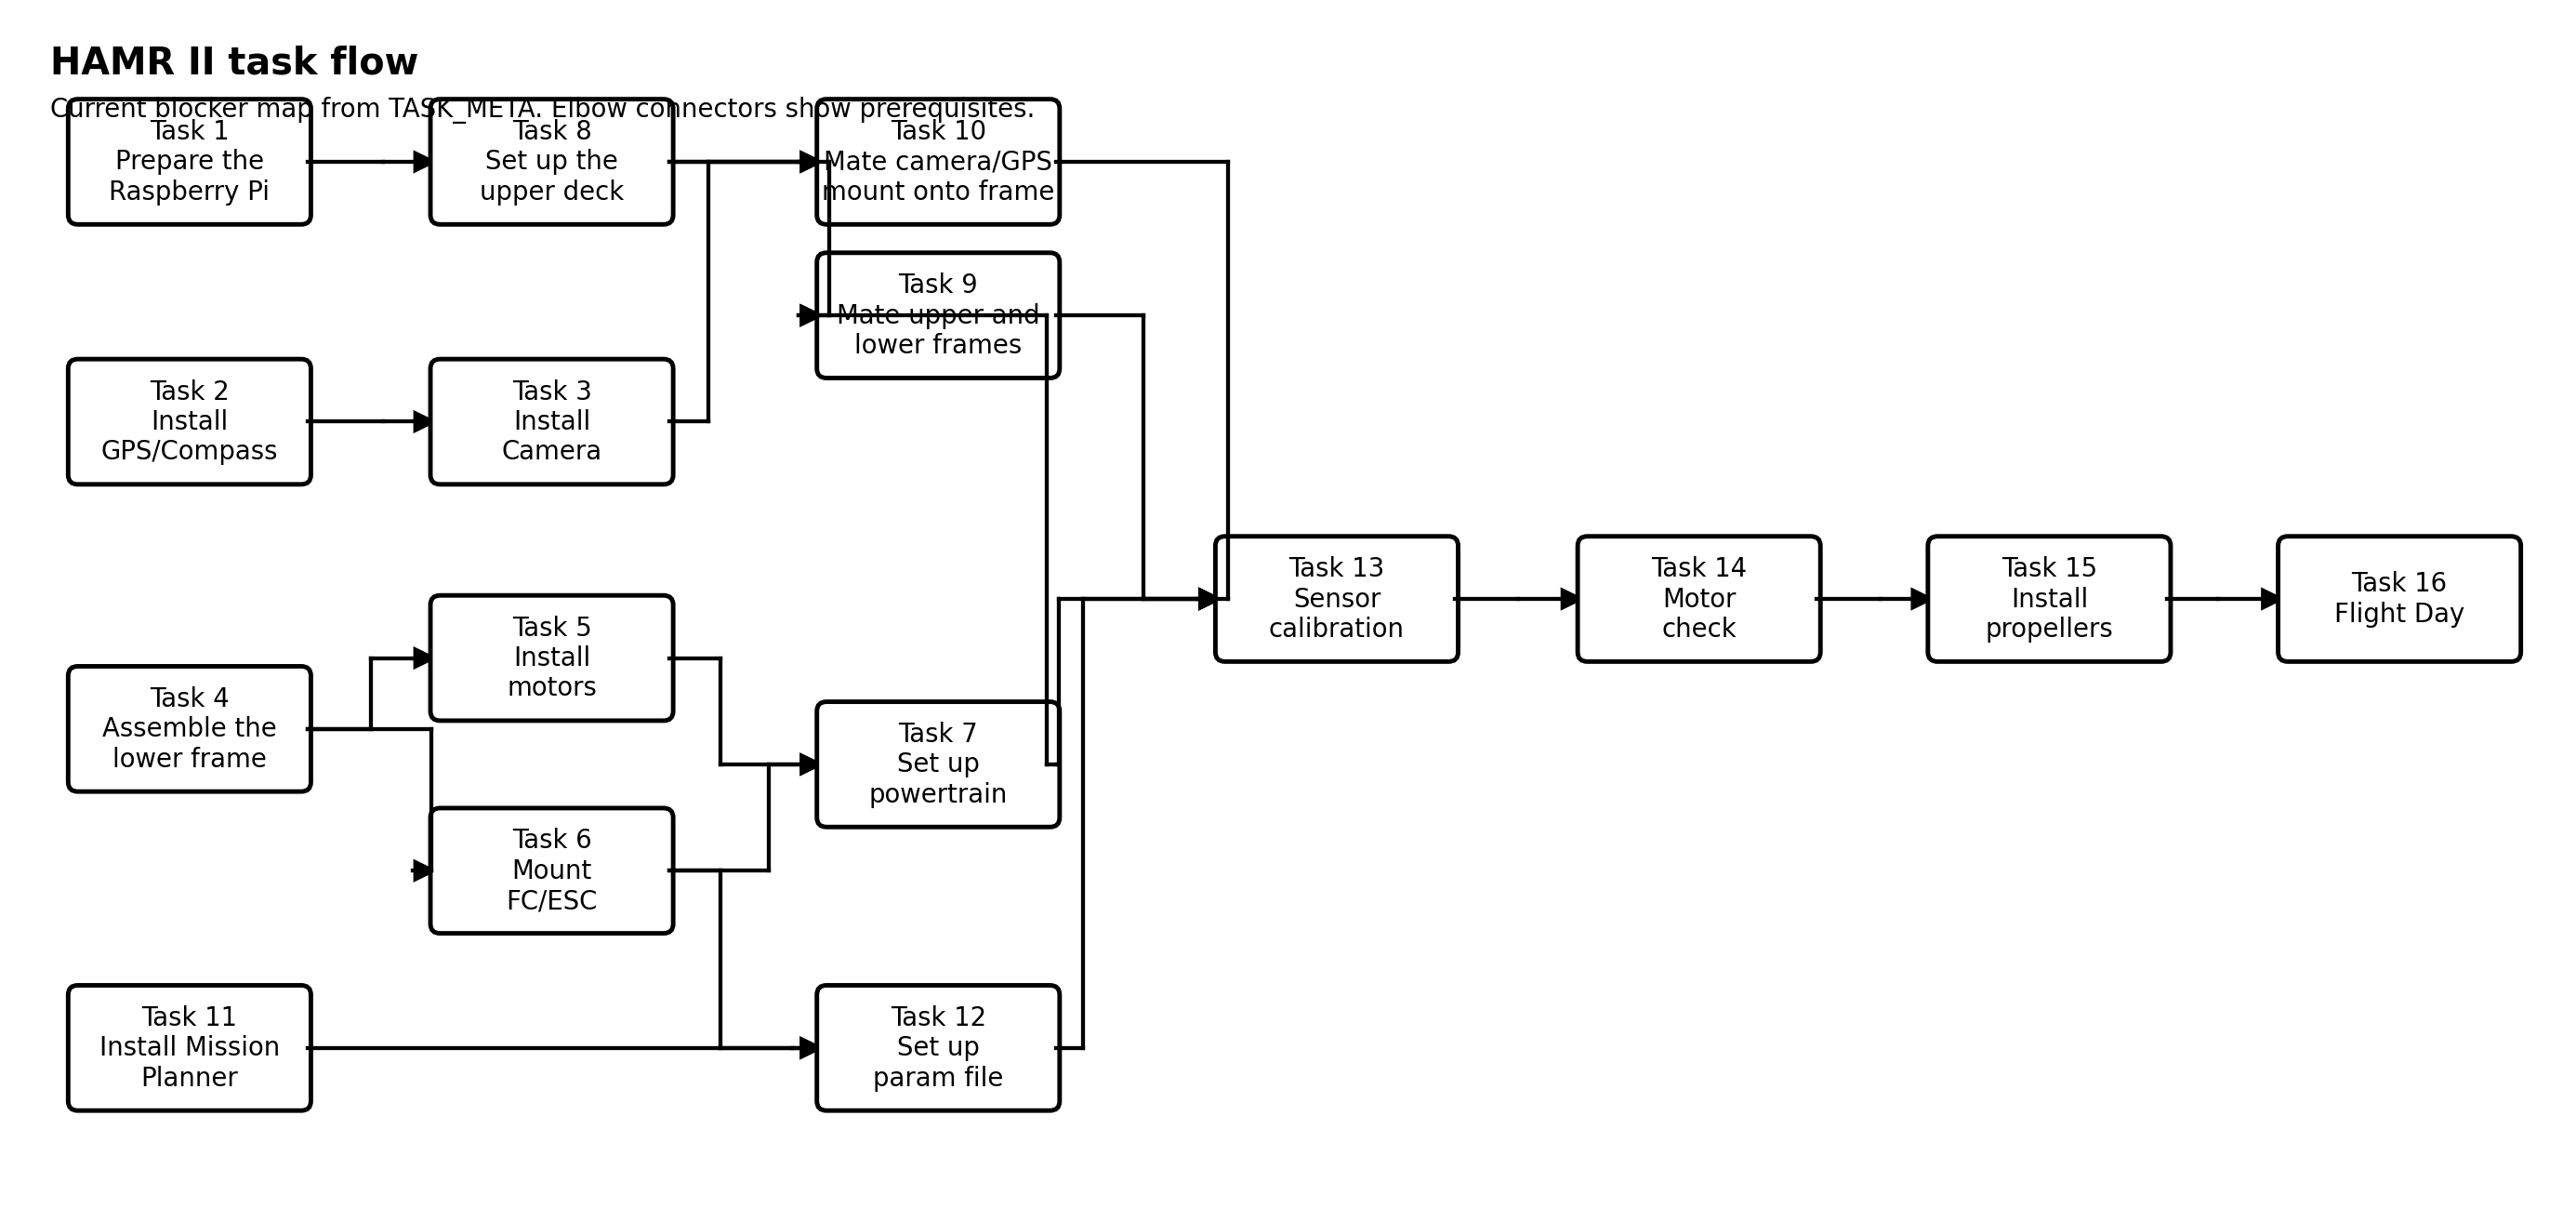 HAMR II task flow
Current blocker map from TASK_META. Elbow connectors show prerequisites.
Task 1
Prepare the
Raspberry Pi
Task 8
Set up the
upper deck
Task 10
Mate camera/GPS
mount onto frame
Task 9
Mate upper and
lower frames
Task 2
Install
GPS/Compass
Task 3
Install
Camera
Task 13
Sensor
calibration
Task 14
Motor
check
Task 15
Install
propellers
Task 16
Flight Day
Task 5
Install
motors
Task 4
Assemble the
lower frame
Task 7
Set up
powertrain
Task 6
Mount
FC/ESC
Task 11
Install Mission
Planner
Task 12
Set up
param file